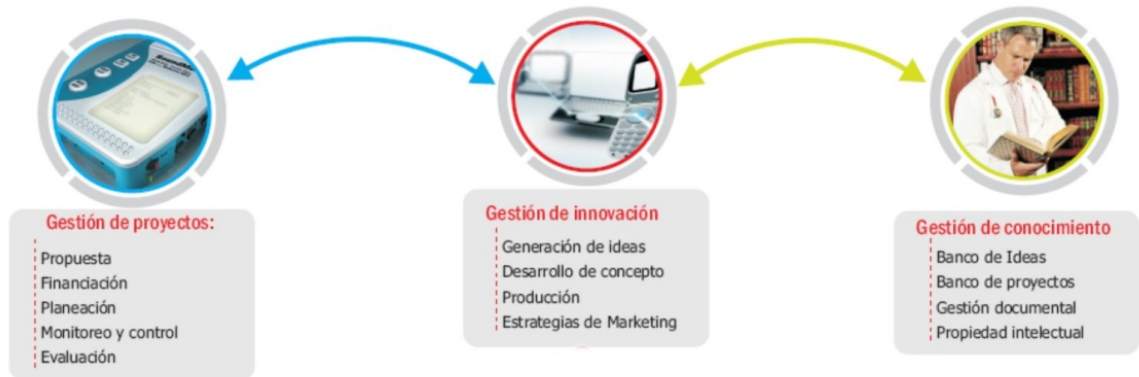 Gestión de proyectos:
Propuesta
Financiación
Planeación
Monitoreo y control
Evaluación
Gestión de innovación
Generación de ideas
Desarrollo de concepto
Producción
Estrategias de Marketing
Gestión de conocimiento
Banco de Ideas
Banco de proyectos
Gestión documental
Propiedad intelectual